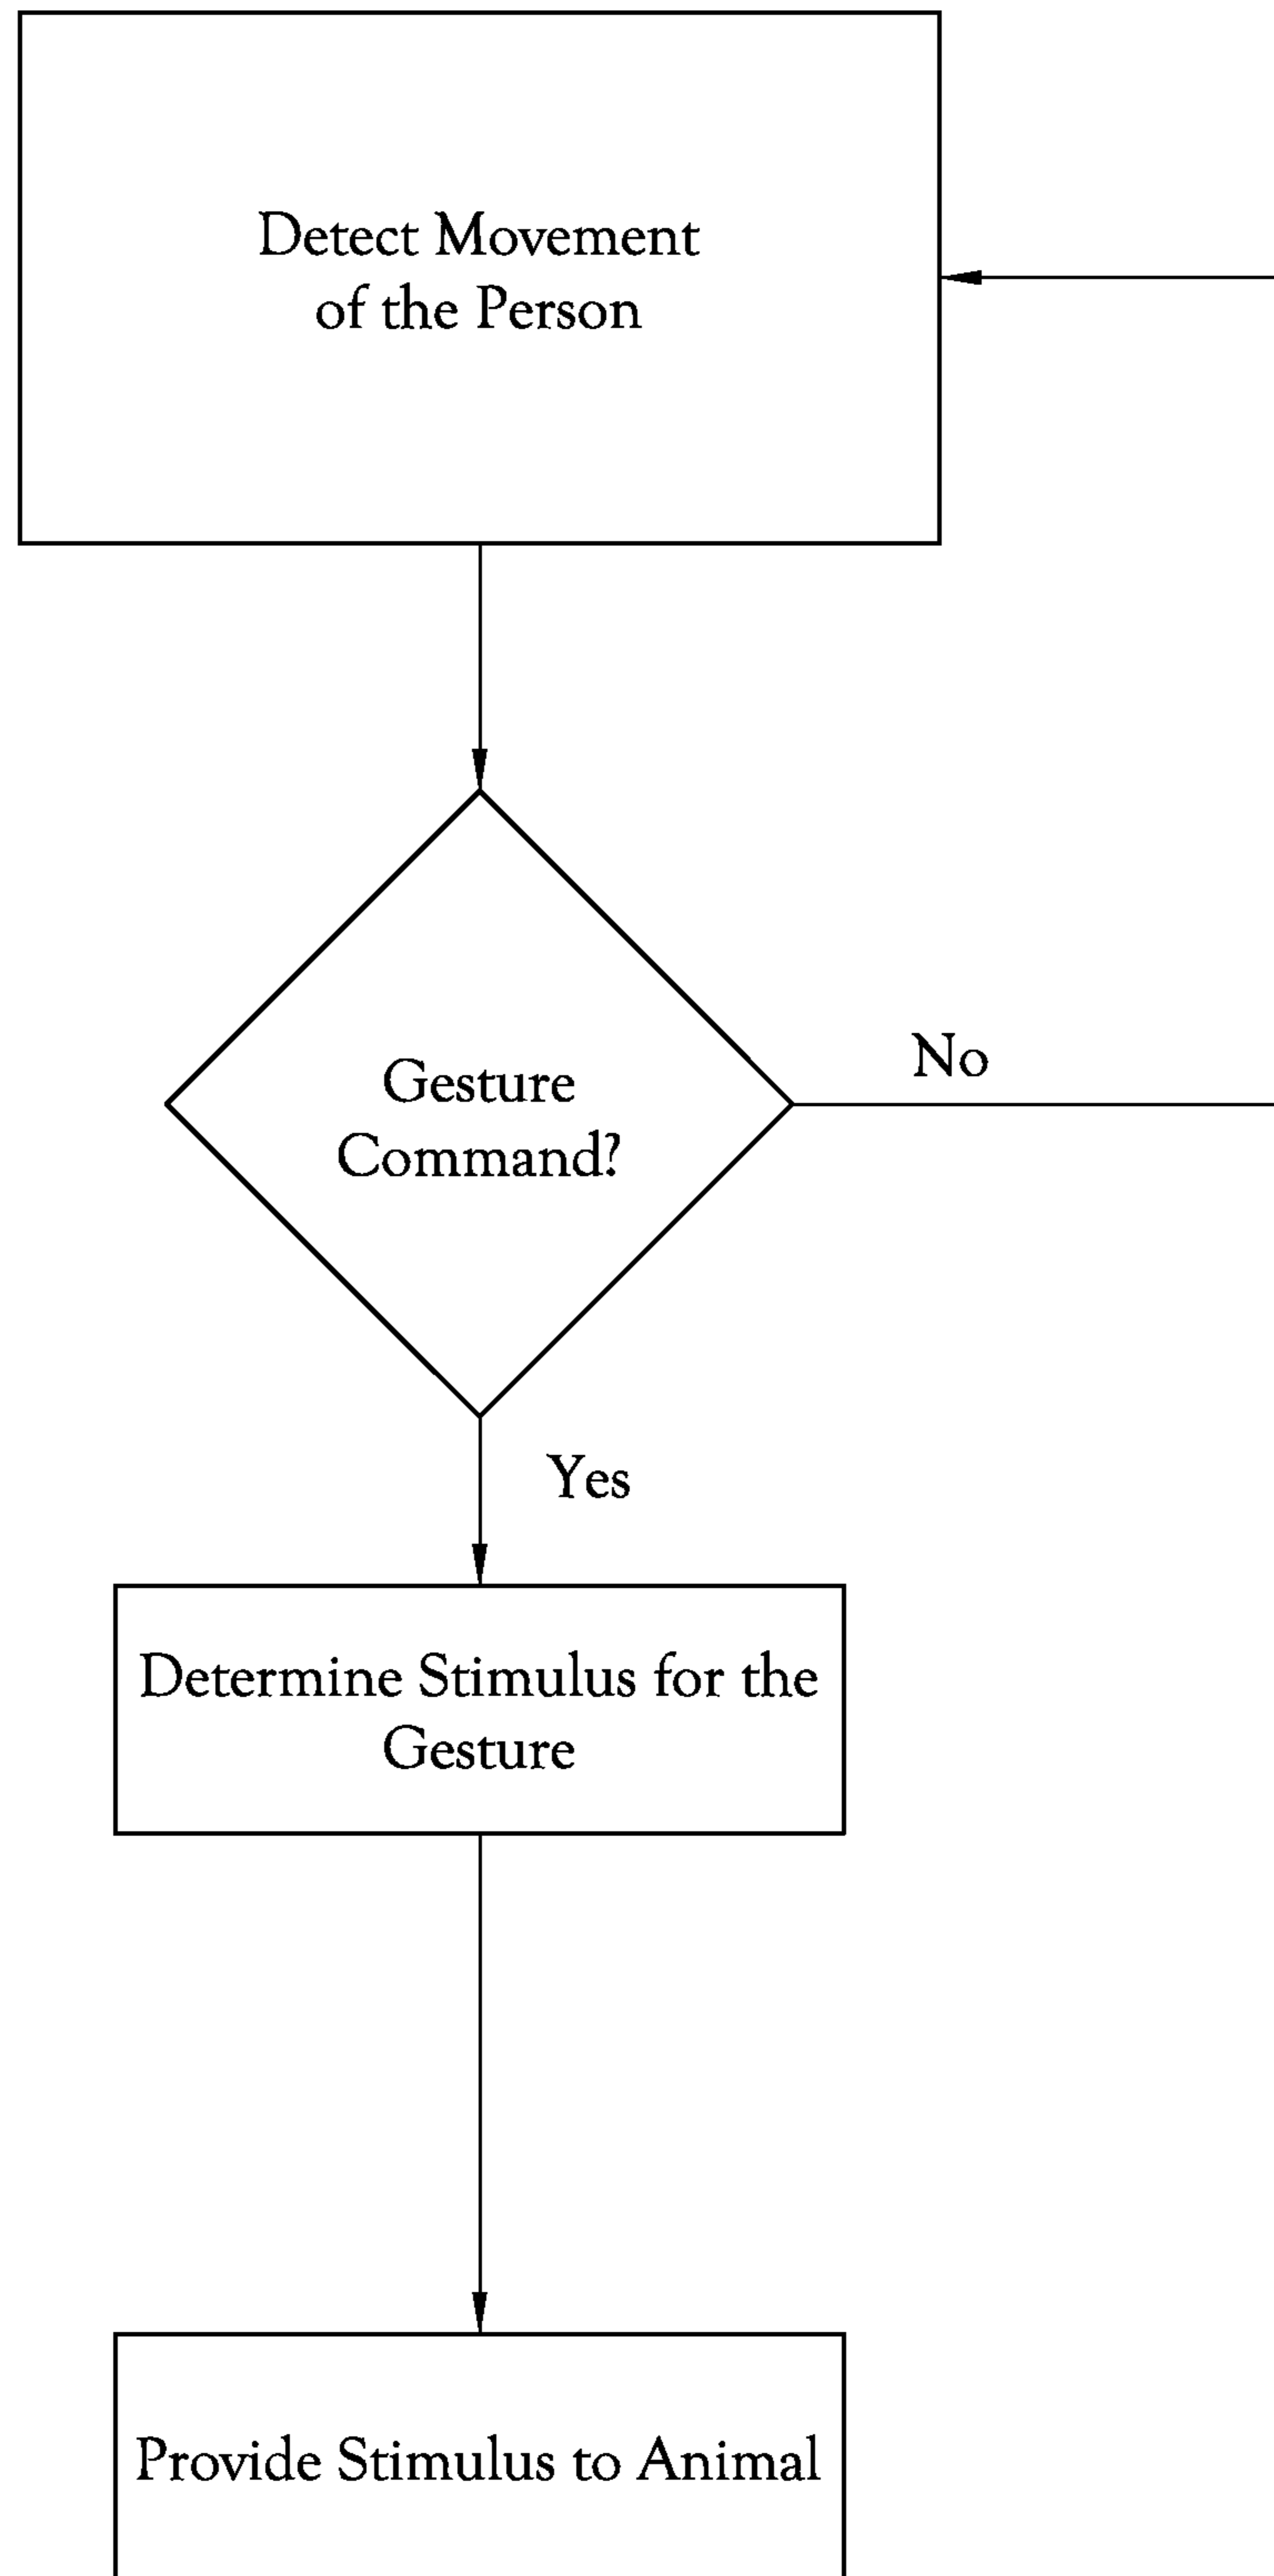 Detect Movement
of the Person
Gesture
Command?
No
Yes
Determine Stimulus for the
Gesture
Provide Stimulus to Animal